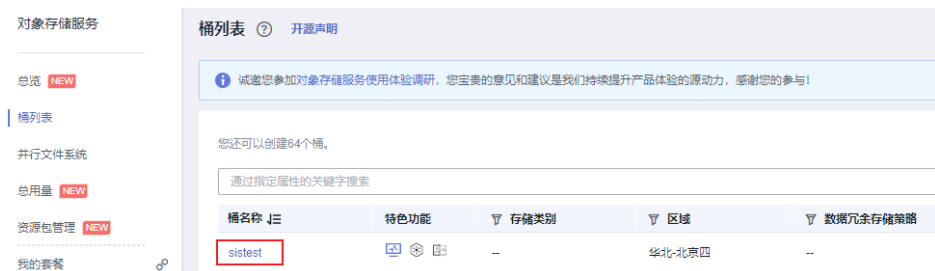 对象存储服务
总览 NEW
桶列表
并行文件系统
总用量 NEW
资源包管理 NEW
我的套餐
桶列表 ? 开源声明
诚邀您参加对象存储服务使用体验调研，您宝贵的意见和建议是我们持续提升产品体验的源动力，感谢您的参与！
您还可以创建64个桶。
通过指定属性的关键字搜索
桶名称 特色功能 存储类别 区域 数据冗余存储策略
sistest -- 华北-北京四 --